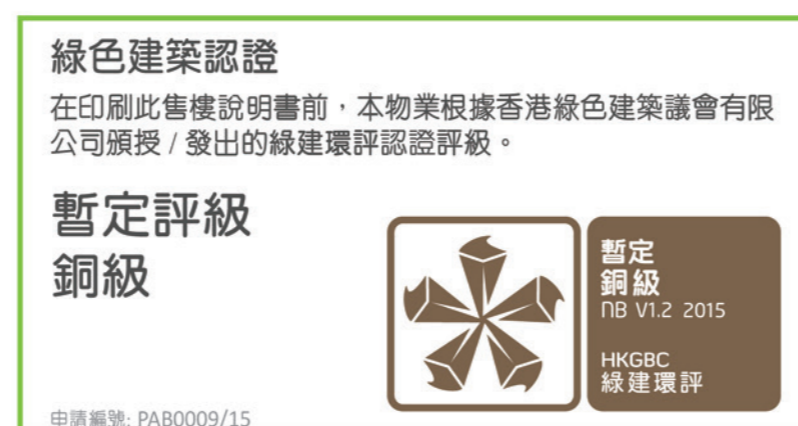 綠色建築認證
在印刷此售樓說明書前，本物業根據香港綠色建築議會有限
公司頒授 / 發出的綠建環評認證評級。
暫定評級
銅級
暫定
銅級
NB V1.2 2015
HKGBC
綠建環評
申請編號: PAB0009/15